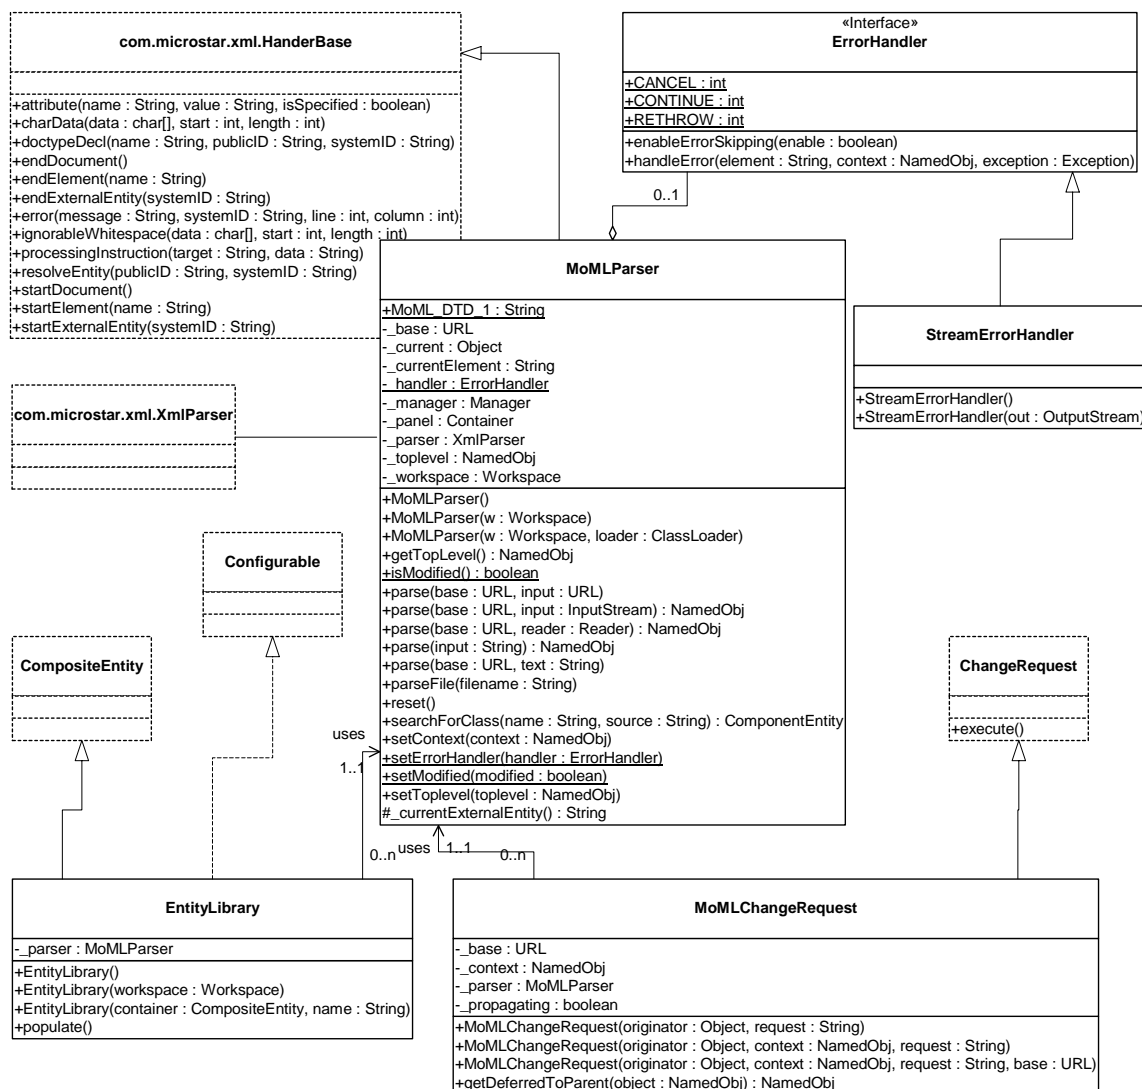 com.microstar.xml.HanderBase
+attribute(name : String, value : String, isSpecified : boolean)
+charData(data : char[], start : int, length : int)
+doctypeDecl(name : String, publicID : String, systemID : String)
+endDocument()
+endElement(name : String)
+endExternalEntity(systemID : String)
+error(message : String, systemID : String, line : int, column : int)
+ignorableWhitespace(data : char[], start : int, length : int)
+processingInstruction(target : String, data : String)
+resolveEntity(publicID : String, systemID : String)
+startDocument()
+startElement(name : String)
+startExternalEntity(systemID : String)
«Interface»
ErrorHandler
+CANCEL : int
+CONTINUE : int
+RETHROW : int
+enableErrorSkipping(enable : boolean)
+handleError(element : String, context : NamedObj, exception : Exception)
0..1
MoMLParser
+MoML_DTD_1 : String
-_base : URL
-_current : Object
-_currentElement : String
-_handler : ErrorHandler
-_manager : Manager
-_panel : Container
-_parser : XmlParser
-_toplevel : NamedObj
-_workspace : Workspace
+MoMLParser()
+MoMLParser(w : Workspace)
+MoMLParser(w : Workspace, loader : ClassLoader)
+getTopLevel() : NamedObj
+isModified() : boolean
+parse(base : URL, input : URL)
+parse(base : URL, input : InputStream) : NamedObj
+parse(base : URL, reader : Reader) : NamedObj
+parse(input : String) : NamedObj
+parse(base : URL, text : String)
+parseFile(filename : String)
+reset()
+searchForClass(name : String, source : String) : ComponentEntity
+setContext(context : NamedObj)
+setErrorHandler(handler : ErrorHandler)
+setModified(modified : boolean)
+setToplevel(toplevel : NamedObj)
#_currentExternalEntity() : String
StreamErrorHandler
+StreamErrorHandler()
+StreamErrorHandler(out : OutputStream)
com.microstar.xml.XmlParser
Configurable
CompositeEntity
ChangeRequest
+execute()
uses
1..1
0..n
uses
1..1
0..n
EntityLibrary
-_parser : MoMLParser
+EntityLibrary()
+EntityLibrary(workspace : Workspace)
+EntityLibrary(container : CompositeEntity, name : String)
+populate()
MoMLChangeRequest
-_base : URL
-_context : NamedObj
-_parser : MoMLParser
-_propagating : boolean
+MoMLChangeRequest(originator : Object, request : String)
+MoMLChangeRequest(originator : Object, context : NamedObj, request : String)
+MoMLChangeRequest(originator : Object, context : NamedObj, request : String, base : URL)
+getDeferredToParent(object : NamedObj) : NamedObj